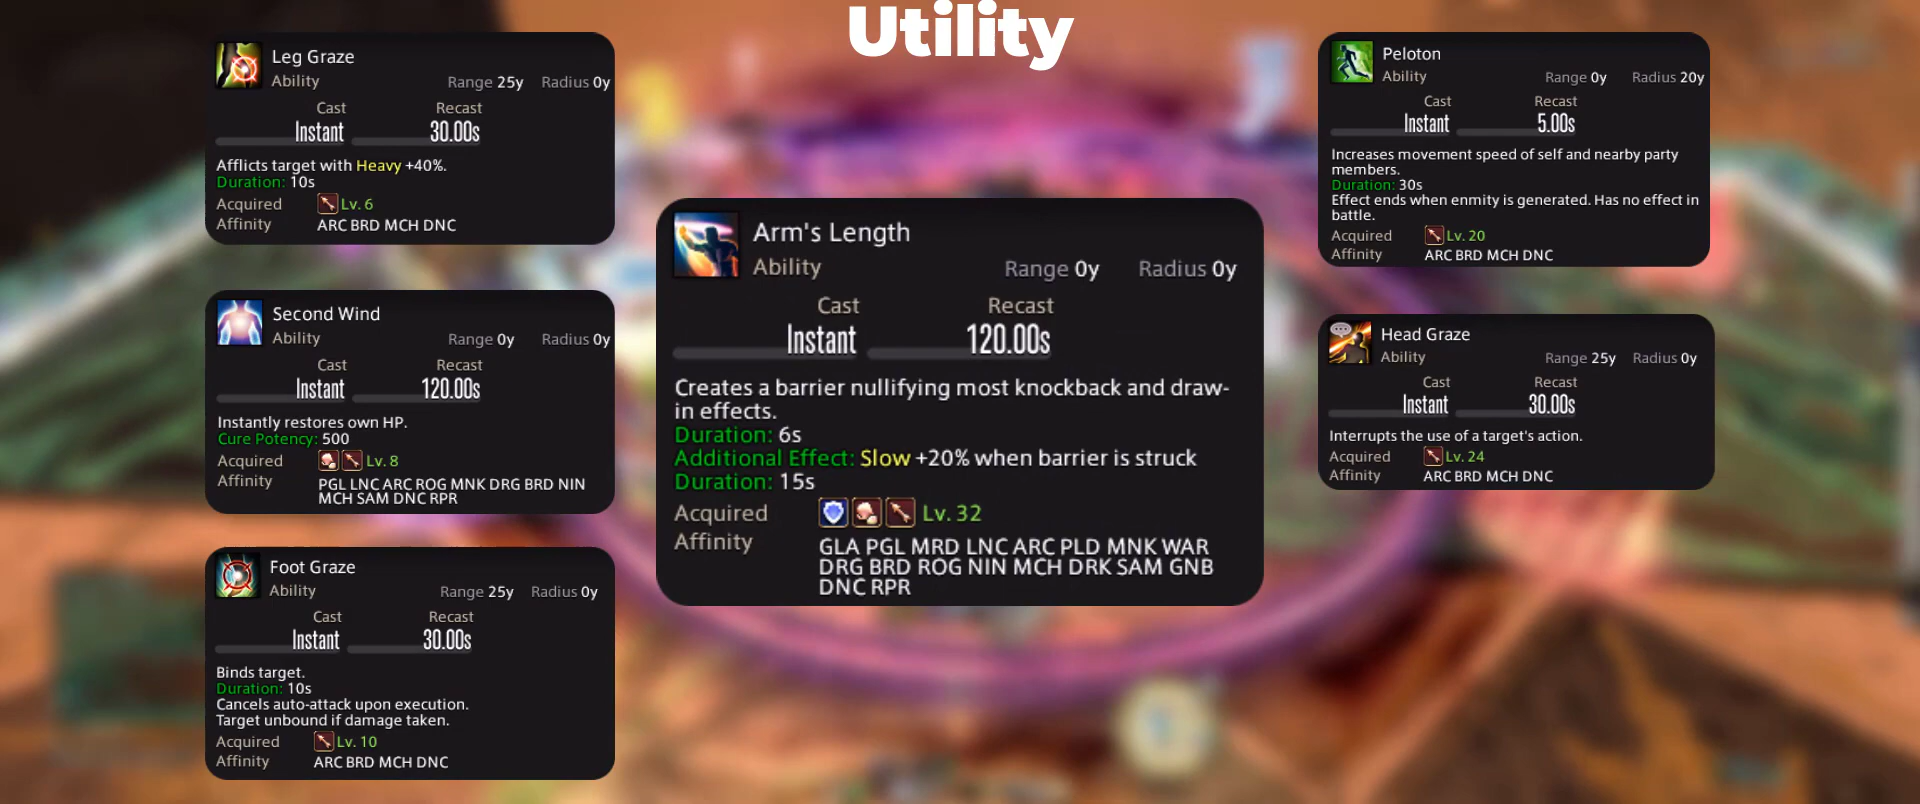 Utility
Leg Graze
Ability
Range 25y Radius 0y
Cast Recast
Instant 30.00s
Afflicts target with Heavy +40%.
Duration: 10s
Acquired Lv. 6
Affinity ARC BRD MCH DNC
Second Wind
Ability
Range 0y Radius 0y
Cast Recast
Instant 120.00s
Instantly restores own HP.
Cure Potency: 500
Acquired Lv. 8
Affinity PGL LNC ARC ROG MNK DRG BRD NIN
MCH SAM DNC RPR
Foot Graze
Ability
Range 25y Radius 0y
Cast Recast
Instant 30.00s
Binds target.
Duration: 10s
Cancels auto-attack upon execution.
Target unbound if damage taken.
Acquired Lv. 10
Affinity ARC BRD MCH DNC
Arm's Length
Ability
Range 0y Radius 0y
Cast Recast
Instant 120.00s
Creates a barrier nullifying most knockback and draw-
in effects.
Duration: 6s
Additional Effect: Slow +20% when barrier is struck
Duration: 15s
Acquired Lv. 32
Affinity GLA PGL MRD LNC ARC PLD MNK WAR
DRG BRD ROG NIN MCH DRK SAM GNB
DNC RPR
Peloton
Ability
Range 0y Radius 20y
Cast Recast
Instant 5.00s
Increases movement speed of self and nearby party
members.
Duration: 30s
Effect ends when enmity is generated. Has no effect in
battle.
Acquired Lv. 20
Affinity ARC BRD MCH DNC
Head Graze
Ability
Range 25y Radius 0y
Cast Recast
Instant 30.00s
Interrupts the use of a target's action.
Acquired Lv. 24
Affinity ARC BRD MCH DNC